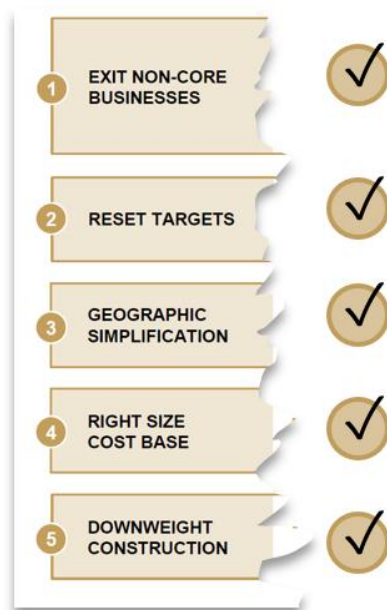 1
EXIT NON-CORE
BUSINESSES
2
RESET TARGETS
3
GEOGRAPHIC
SIMPLIFICATION
4
RIGHT SIZE
COST BASE
5
DOWNWEIGHT
CONSTRUCTION